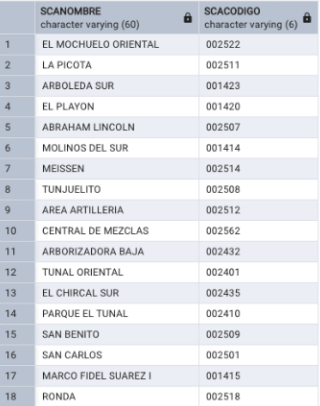 SCANOMBRE SCACODIGO
character varying (60) character varying (6)
1 EL MOCHUELO ORIENTAL 002522
2 LA PICOTA 002511
3 ARBOLEDA SUR 001423
4 EL PLAYON 001420
5 ABRAHAM LINCOLN 002507
6 MOLINOS DEL SUR 001414
7 MEISSEN 002514
8 TUNJUELITO 002508
9 AREA ARTILLERIA 002512
10 CENTRAL DE MEZCLAS 002562
11 ARBORIZADORA BAJA 002432
12 TUNAL ORIENTAL 002401
13 EL CHIRCAL SUR 002435
14 PARQUE EL TUNAL 002410
15 SAN BENITO 002509
16 SAN CARLOS 002501
17 MARCO FIDEL SUAREZ I 001415
18 RONDA 002518